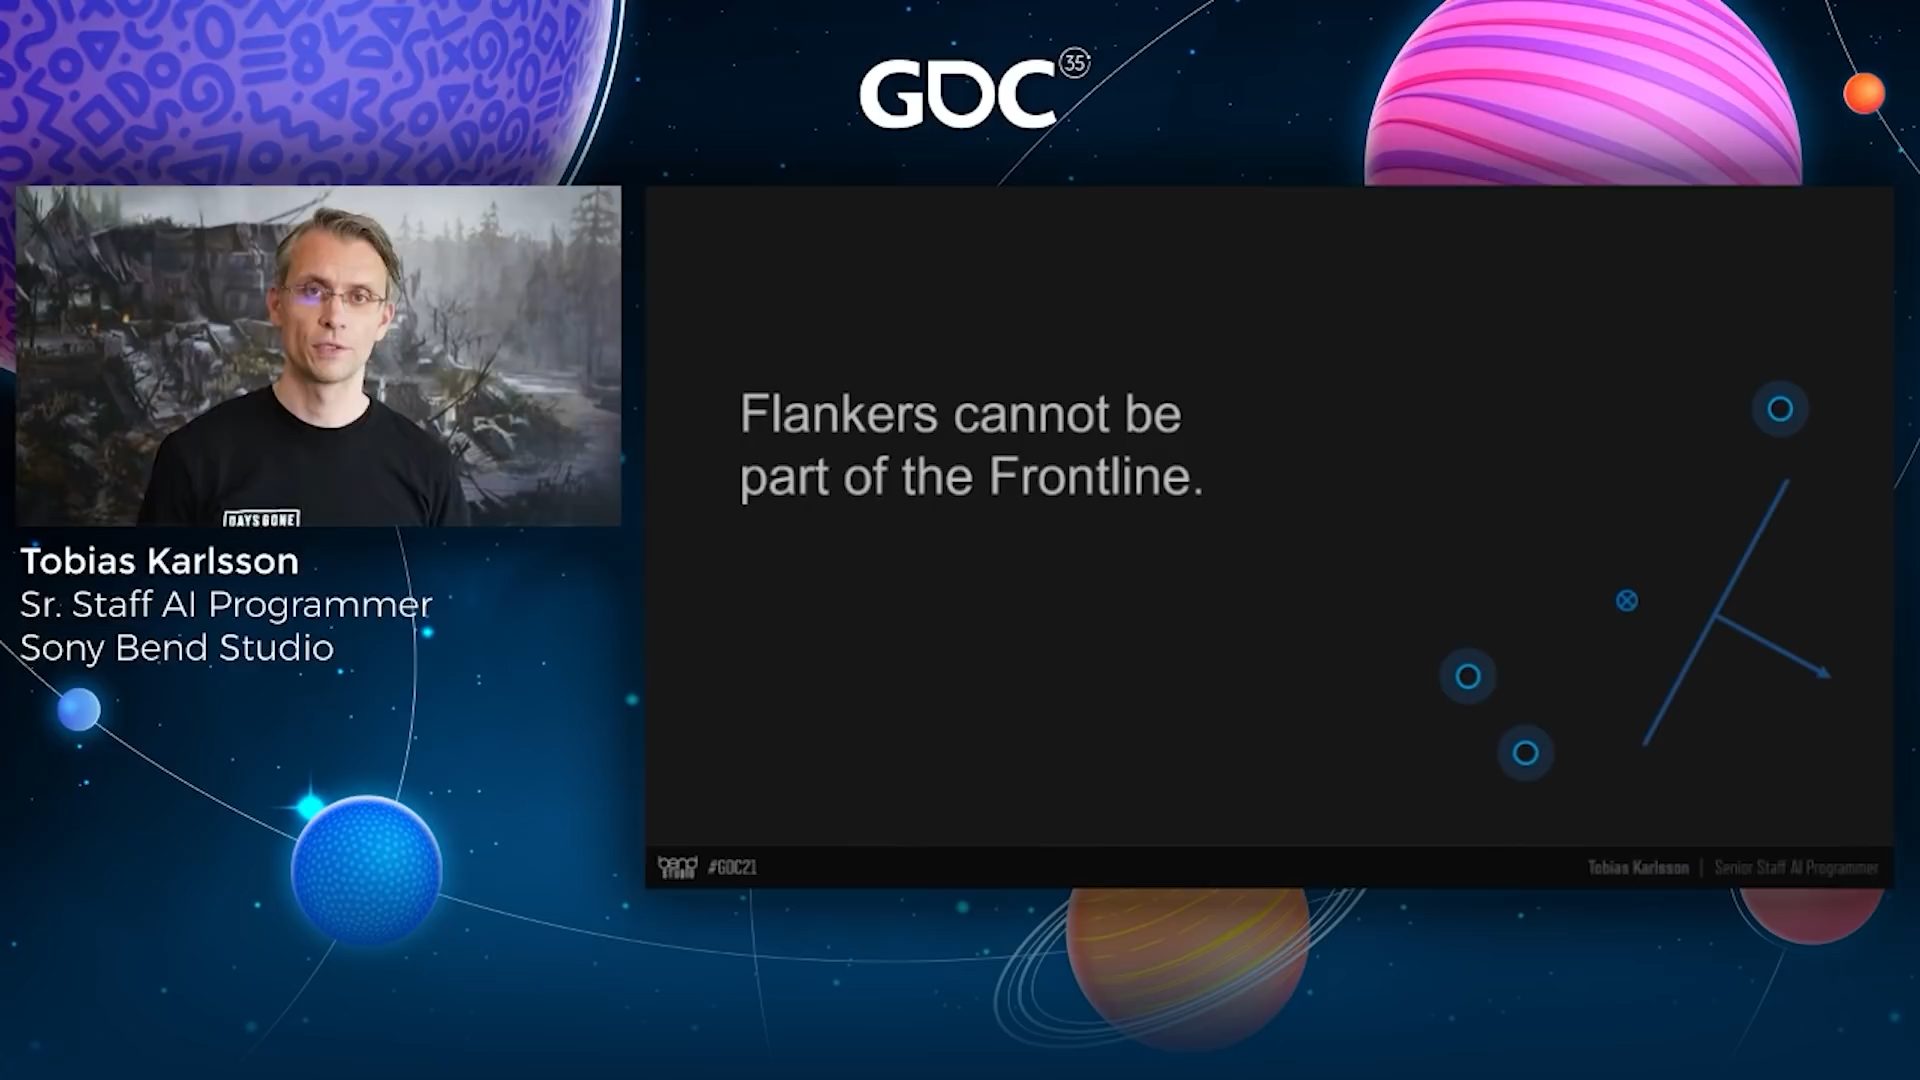 GDC 35
DAYS GONE
Tobias Karlsson
Sr. Staff AI Programmer
Sony Bend Studio
Flankers cannot be
part of the Frontline.
bend
STUDIO
#GDC21
Tobias Karlsson | Senior Staff AI Programmer